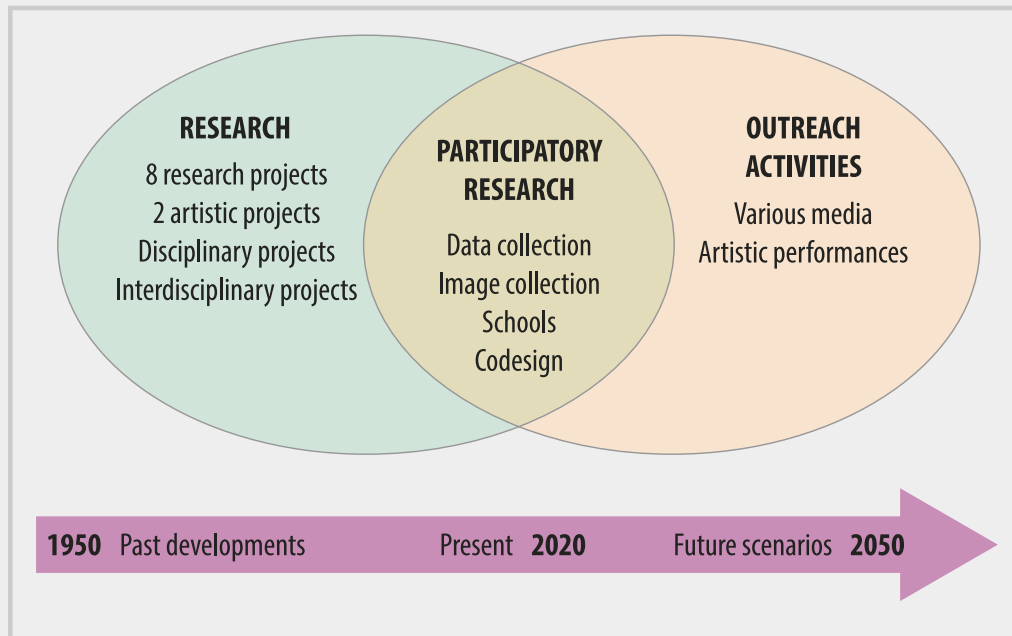 RESEARCH
8 research projects
2 artistic projects
Disciplinary projects
Interdisciplinary projects
PARTICIPATORY
RESEARCH
Data collection
Image collection
Schools
Codesign
OUTREACH
ACTIVITIES
Various media
Artistic performances
1950 Past developments Present 2020 Future scenarios 2050